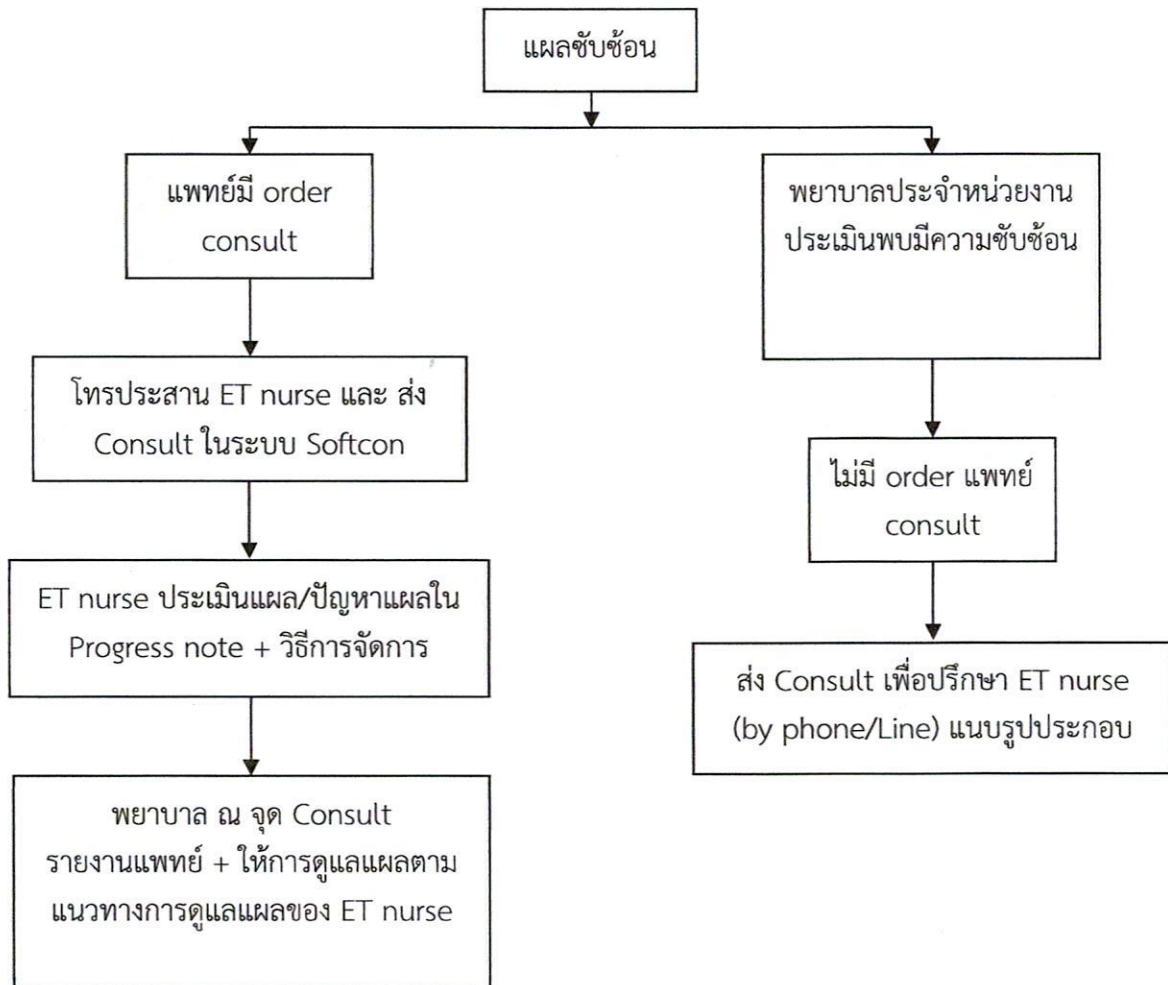 แผลซับซ้อน
แพทย์มี order
consult
โทรประสาน ET nurse และ ส่ง
Consult ในระบบ Softcon
ET nurse ประเมินแผล/ปัญหาแผลใน
Progress note + วิธีการจัดการ
พยาบาล ณ จุด Consult
รายงานแพทย์ + ให้การดูแลแผลตาม
แนวทางการดูแลแผลของ ET nurse
พยาบาลประจำหน่วยงาน
ประเมินพบมีความซับซ้อน
ไม่มี order แพทย์
consult
ส่ง Consult เพื่อปรึกษา ET nurse
(by phone/Line) แนบรูปประกอบ